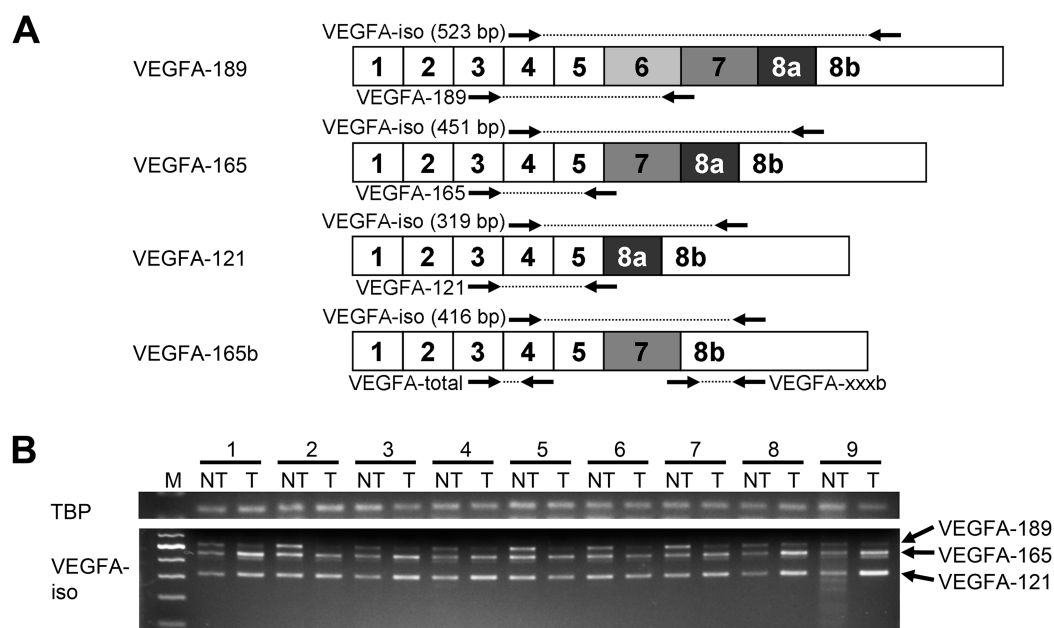 A
VEGFA-iso (523 bp)
VEGFA-189
1 2 3 4 5 6 7 8a 8b
VEGFA-189
VEGFA-iso (451 bp)
VEGFA-165
1 2 3 4 5 7 8a 8b
VEGFA-165
VEGFA-iso (319 bp)
VEGFA-121
1 2 3 4 5 8a 8b
VEGFA-121
VEGFA-iso (416 bp)
VEGFA-165b
1 2 3 4 5 7 8b
VEGFA-total VEGFA-xxxb
B
1 2 3 4 5 6 7 8 9
M NT T NT T NT T NT T NT T NT T NT T NT T NT T
TBP
VEGFA-iso
VEGFA-189
VEGFA-165
VEGFA-121